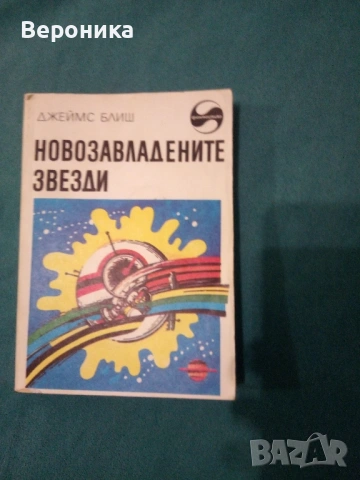 Вероника
ДЖЕЙМС БЛИШ
НОВОЗАВЛАДЕНИТЕ
ЗВЕЗДИ
BAZAR